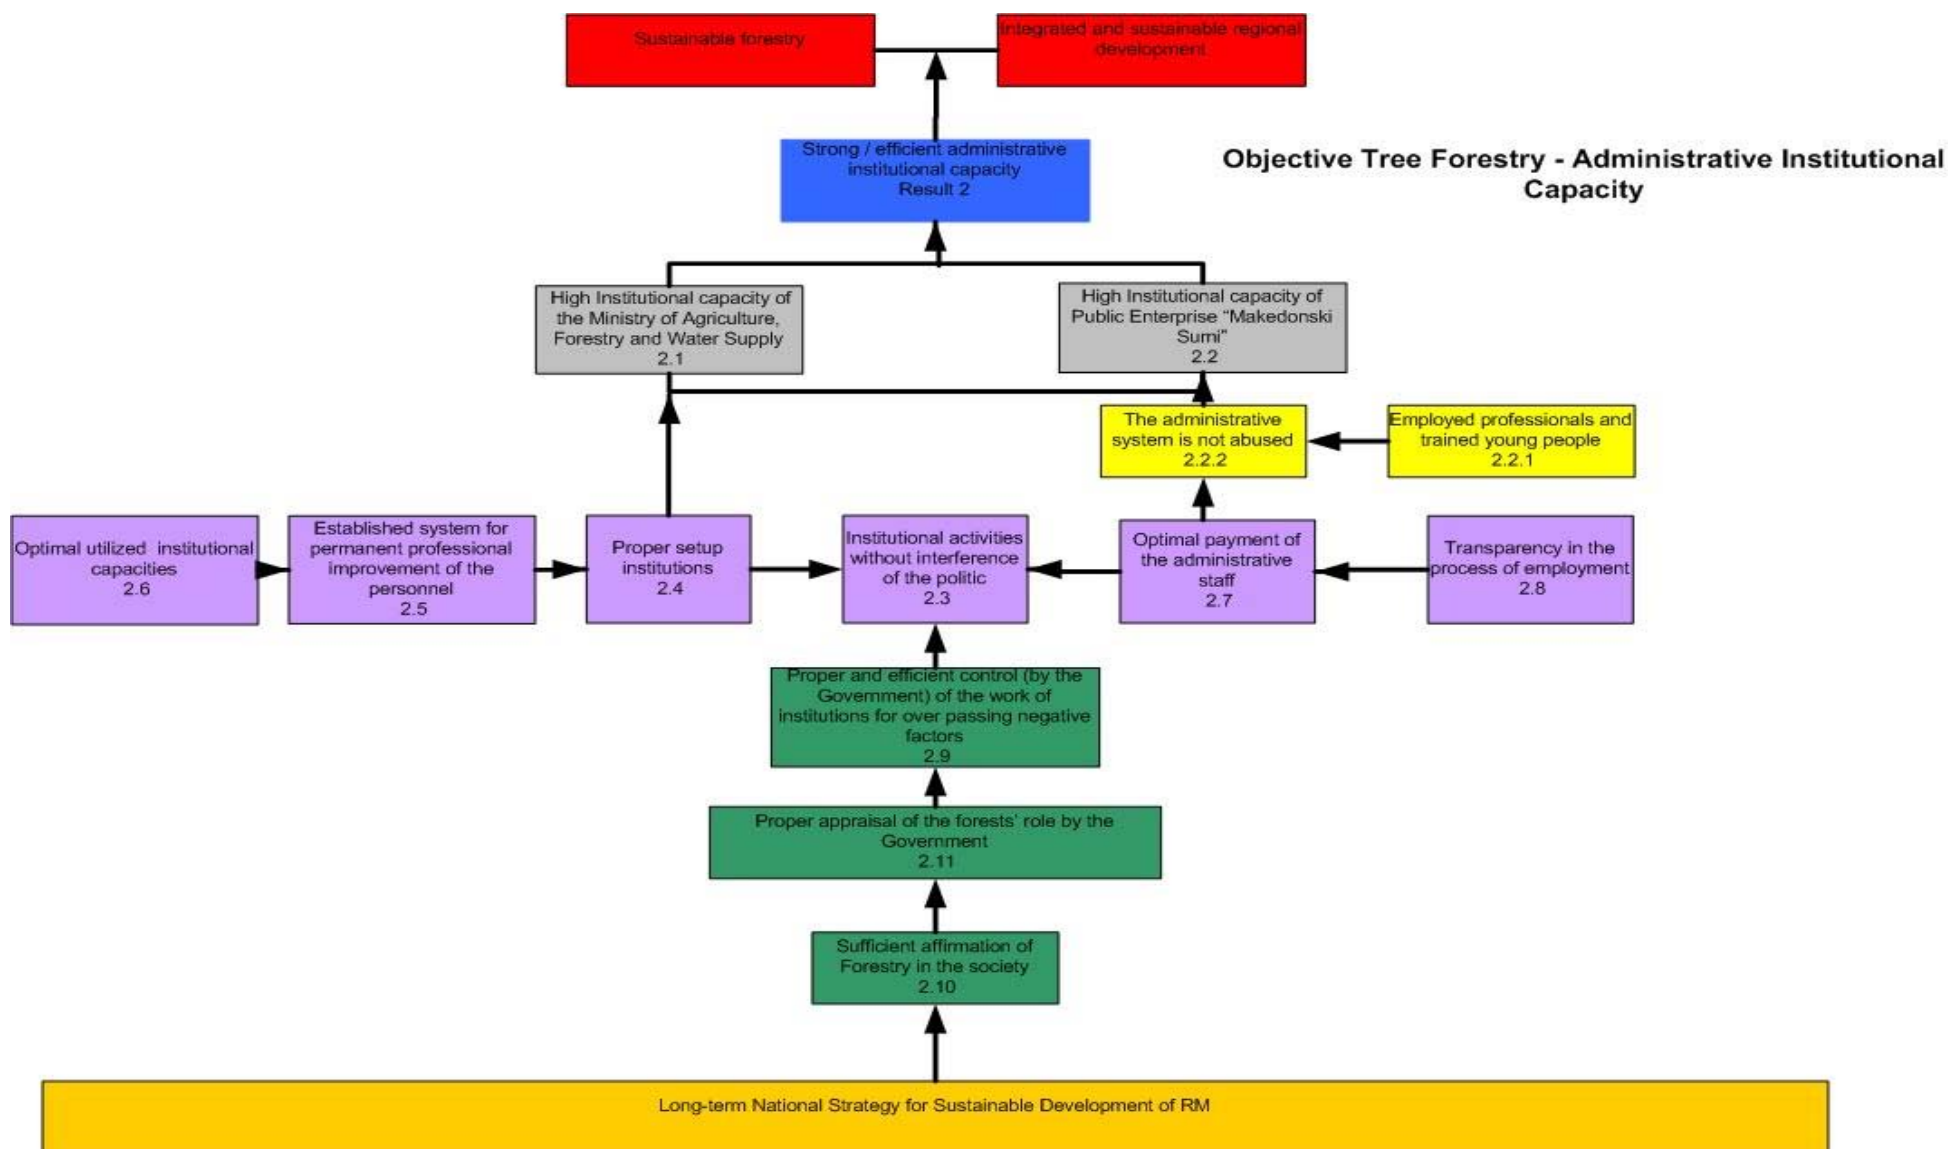 Sustainable forestry
Integrated and sustainable regional
development
Strong / efficient administrative
institutional capacity
Result 2
Objective Tree Forestry - Administrative Institutional
Capacity
High Institutional capacity of
the Ministry of Agriculture,
Forestry and Water Supply
2.1
High Institutional capacity of
Public Enterprise “Makedonski
Sumi”
2.2
The administrative
system is not abused
2.2.2
Employed professionals and
trained young people
2.2.1
Optimal utilized institutional
capacities
2.6
Established system for
permanent professional
improvement of the
personnel
2.5
Proper setup
institutions
2.4
Institutional activities
without interference
of the politic
2.3
Optimal payment of
the administrative
staff
2.7
Transparency in the
process of employment
2.8
Proper and efficient control (by the
Government) of the work of
institutions for over passing negative
factors
2.9
Proper appraisal of the forests’ role by the
Government
2.11
Sufficient affirmation of
Forestry in the society
2.10
Long-term National Strategy for Sustainable Development of RM